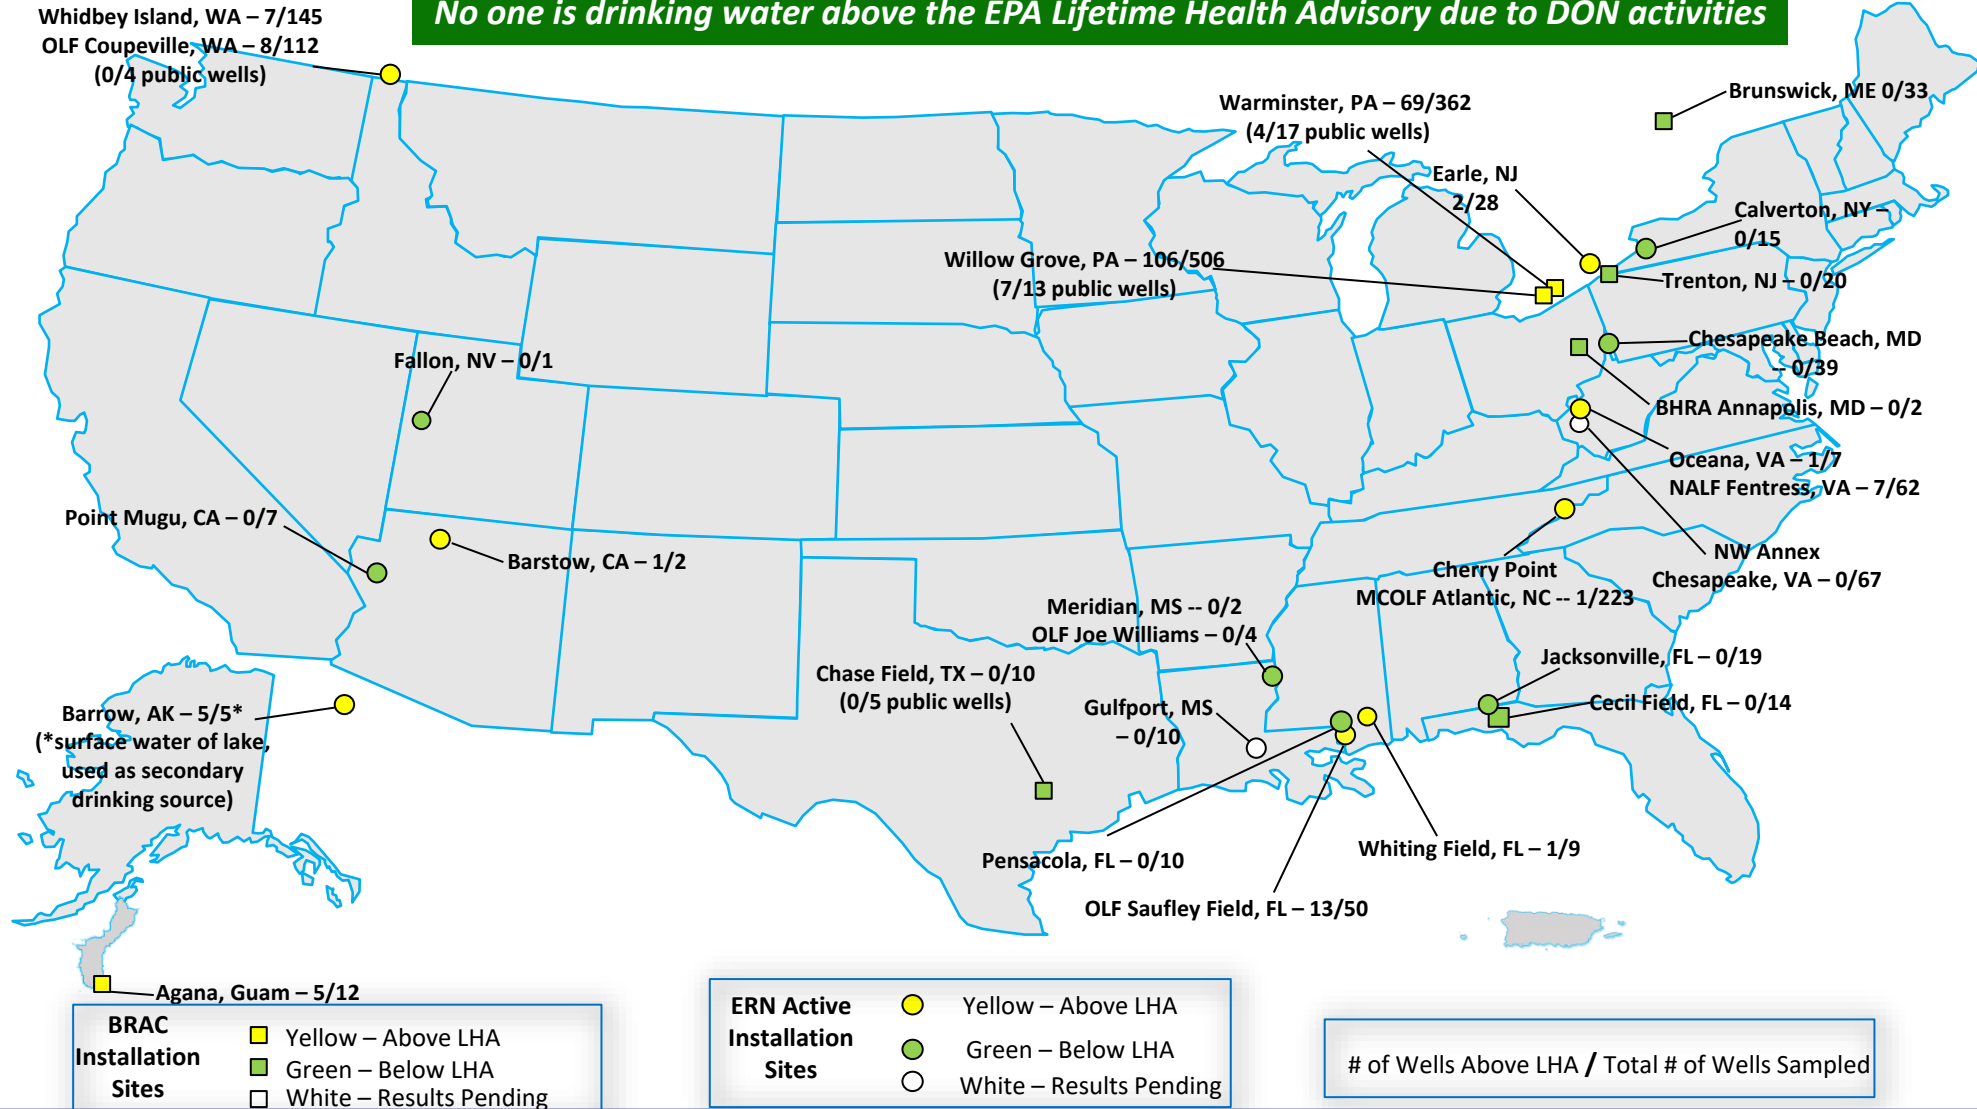 No one is drinking water above the EPA Lifetime Health Advisory due to DON activities
Whidbey Island, WA – 7/145
OLF Coupeville, WA – 8/112
(0/4 public wells)
Warminster, PA – 69/362
(4/17 public wells)
Brunswick, ME 0/33
Earle, NJ
2/28
Calverton, NY –
0/15
Willow Grove, PA – 106/506
(7/13 public wells)
Trenton, NJ – 0/20
Chesapeake Beach, MD
-- 0/39
Fallon, NV – 0/1
BHRA Annapolis, MD – 0/2
Oceana, VA – 1/7
NALF Fentress, VA – 7/62
Point Mugu, CA – 0/7
Barstow, CA – 1/2
NW Annex
Chesapeake, VA – 0/67
Cherry Point
MCOLF Atlantic, NC -- 1/223
Meridian, MS -- 0/2
OLF Joe Williams – 0/4
Jacksonville, FL – 0/19
Chase Field, TX – 0/10
(0/5 public wells)
Cecil Field, FL – 0/14
Gulfport, MS
– 0/10
Barrow, AK – 5/5*
(*surface water of lake,
used as secondary
drinking source)
Whiting Field, FL – 1/9
Pensacola, FL – 0/10
OLF Saufley Field, FL – 13/50
Agana, Guam – 5/12
BRAC
Installation
Sites
Yellow – Above LHA
Green – Below LHA
White – Results Pending
ERN Active
Installation
Sites
Yellow – Above LHA
Green – Below LHA
White – Results Pending
# of Wells Above LHA / Total # of Wells Sampled